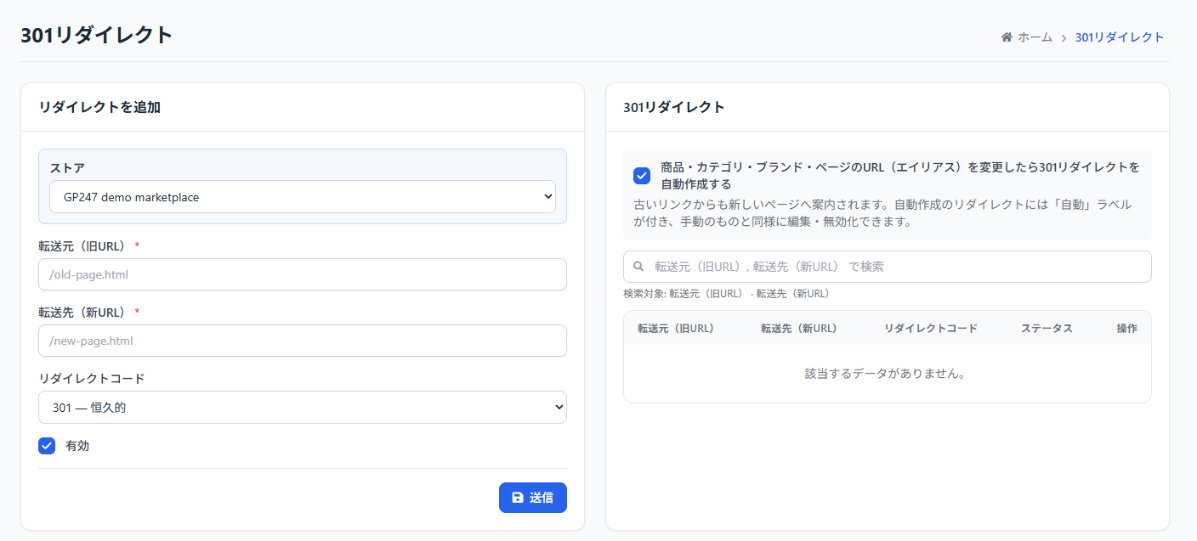 301リダイレクト
ホーム > 301リダイレクト
リダイレクトを追加
ストア
GP247 demo marketplace
転送元（旧URL） *
/old-page.html
転送先（新URL） *
/new-page.html
リダイレクトコード
301 — 恒久的
有効
送信
301リダイレクト
商品・カテゴリ・ブランド・ページのURL（エイリアス）を変更したら301リダイレクトを
自動作成する
古いリンクからも新しいページへ案内されます。自動作成のリダイレクトには「自動」ラベル
が付き、手動のものと同様に編集・無効化できます。
転送元（旧URL）, 転送先（新URL） で検索
検索対象: 転送元（旧URL） · 転送先（新URL）
転送元（旧URL） 転送先（新URL） リダイレクトコード ステータス 操作
該当するデータがありません。